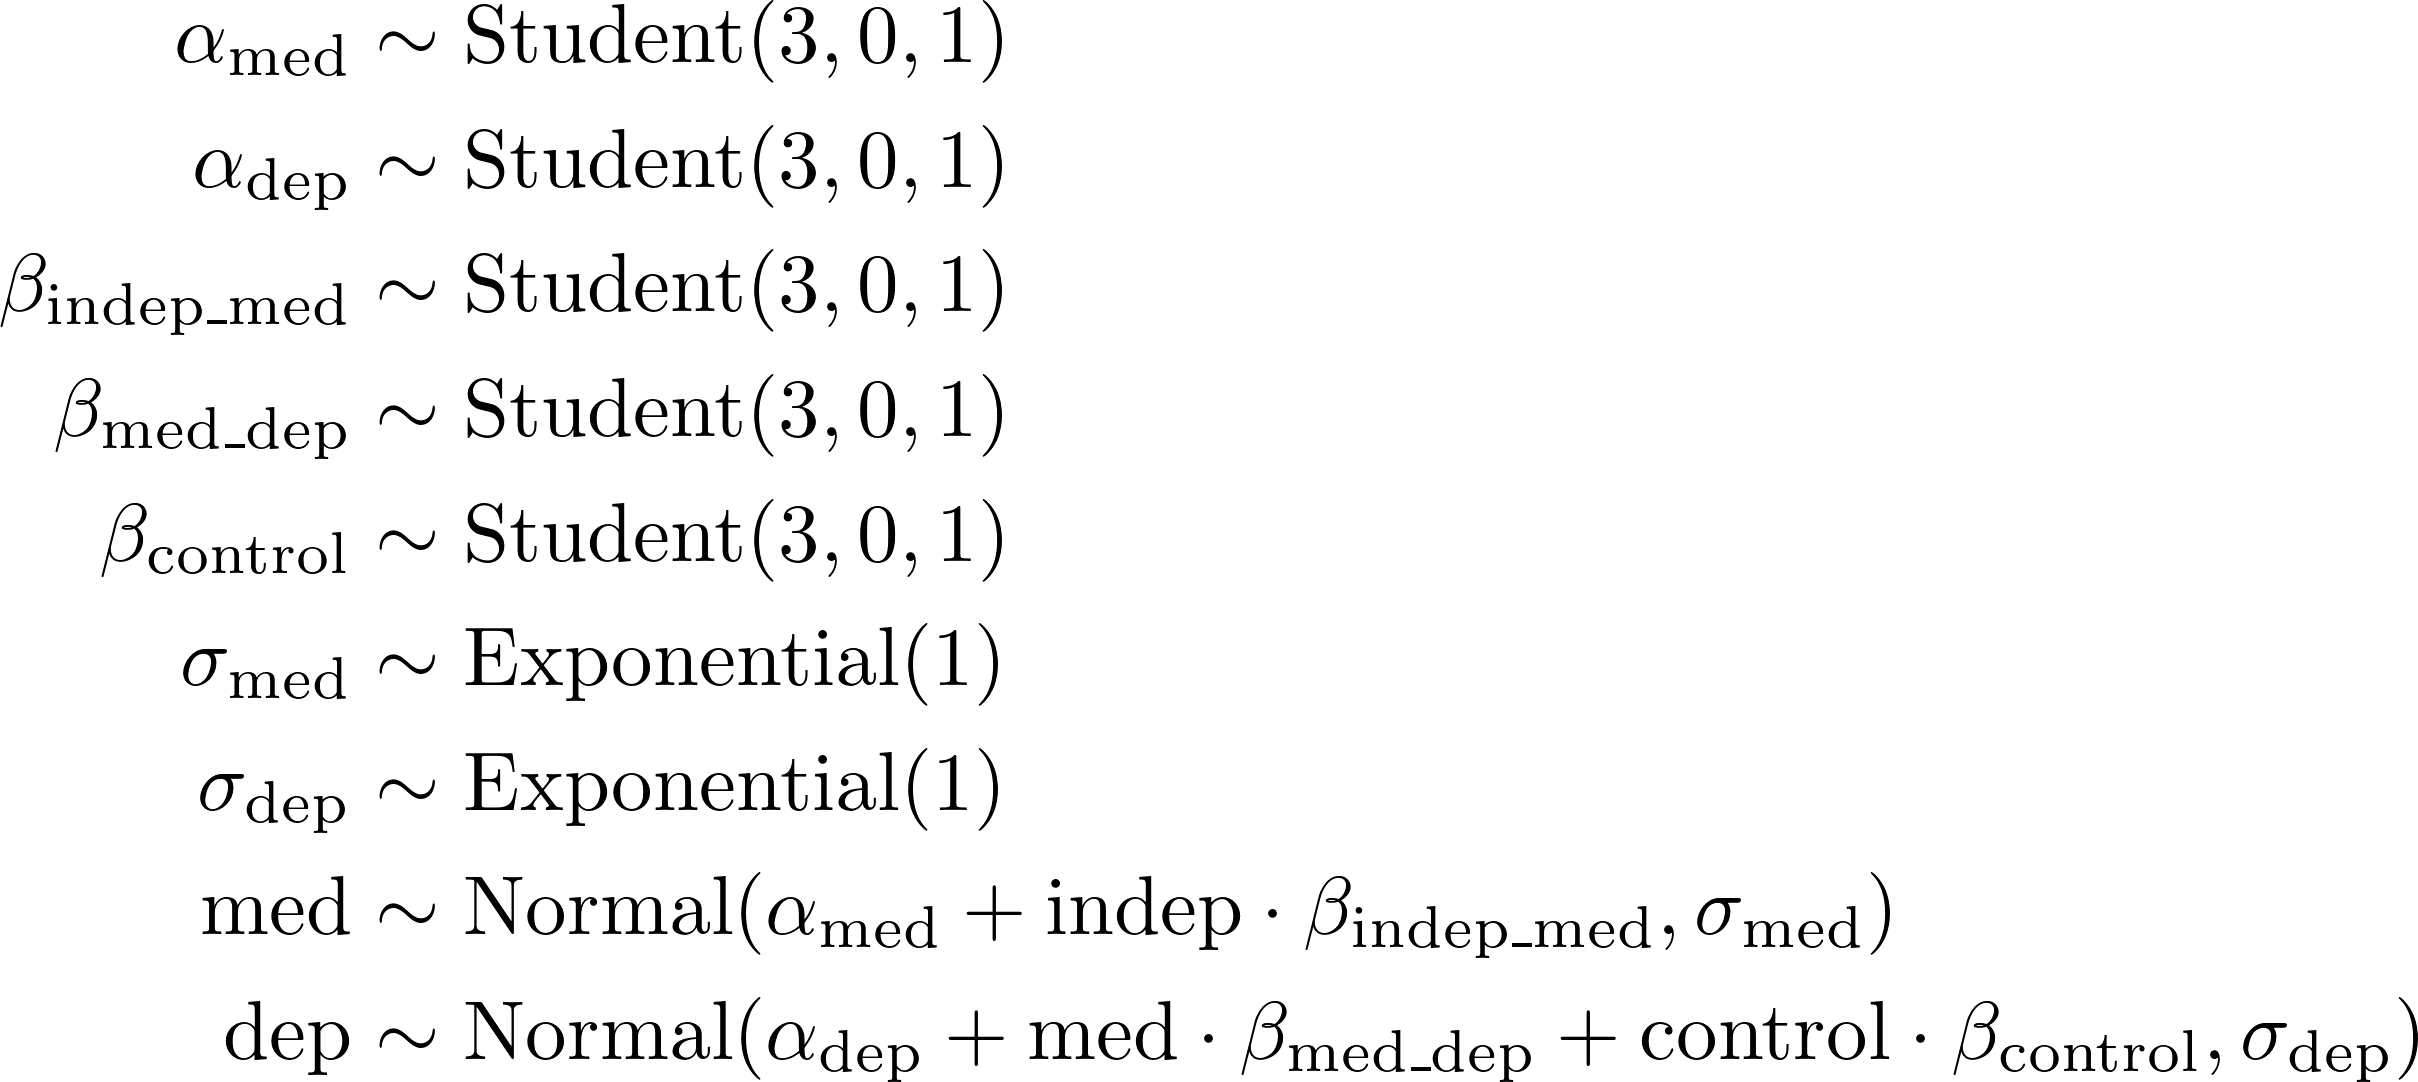 α_med ∼ Student(3, 0, 1)
α_dep ∼ Student(3, 0, 1)
β_indep_med ∼ Student(3, 0, 1)
β_med_dep ∼ Student(3, 0, 1)
β_control ∼ Student(3, 0, 1)
σ_med ∼ Exponential(1)
σ_dep ∼ Exponential(1)
med ∼ Normal(α_med + indep · β_indep_med, σ_med)
dep ∼ Normal(α_dep + med · β_med_dep + control · β_control, σ_dep)